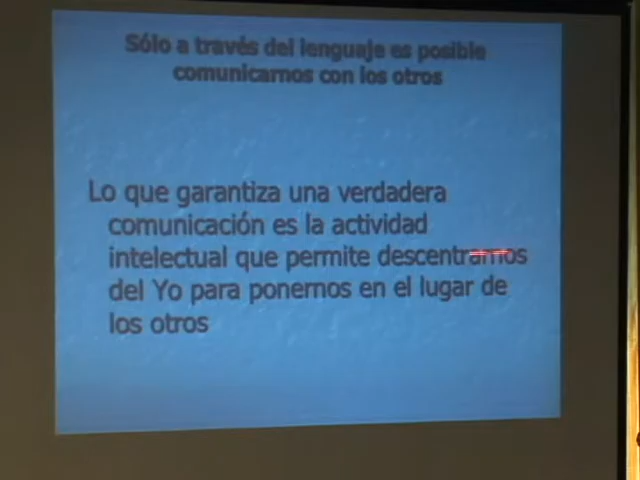 Sólo a través del lenguaje es posible
comunicarnos con los otros
Lo que garantiza una verdadera
comunicación es la actividad
intelectual que permite descentrarnos
del Yo para ponernos en el lugar de
los otros